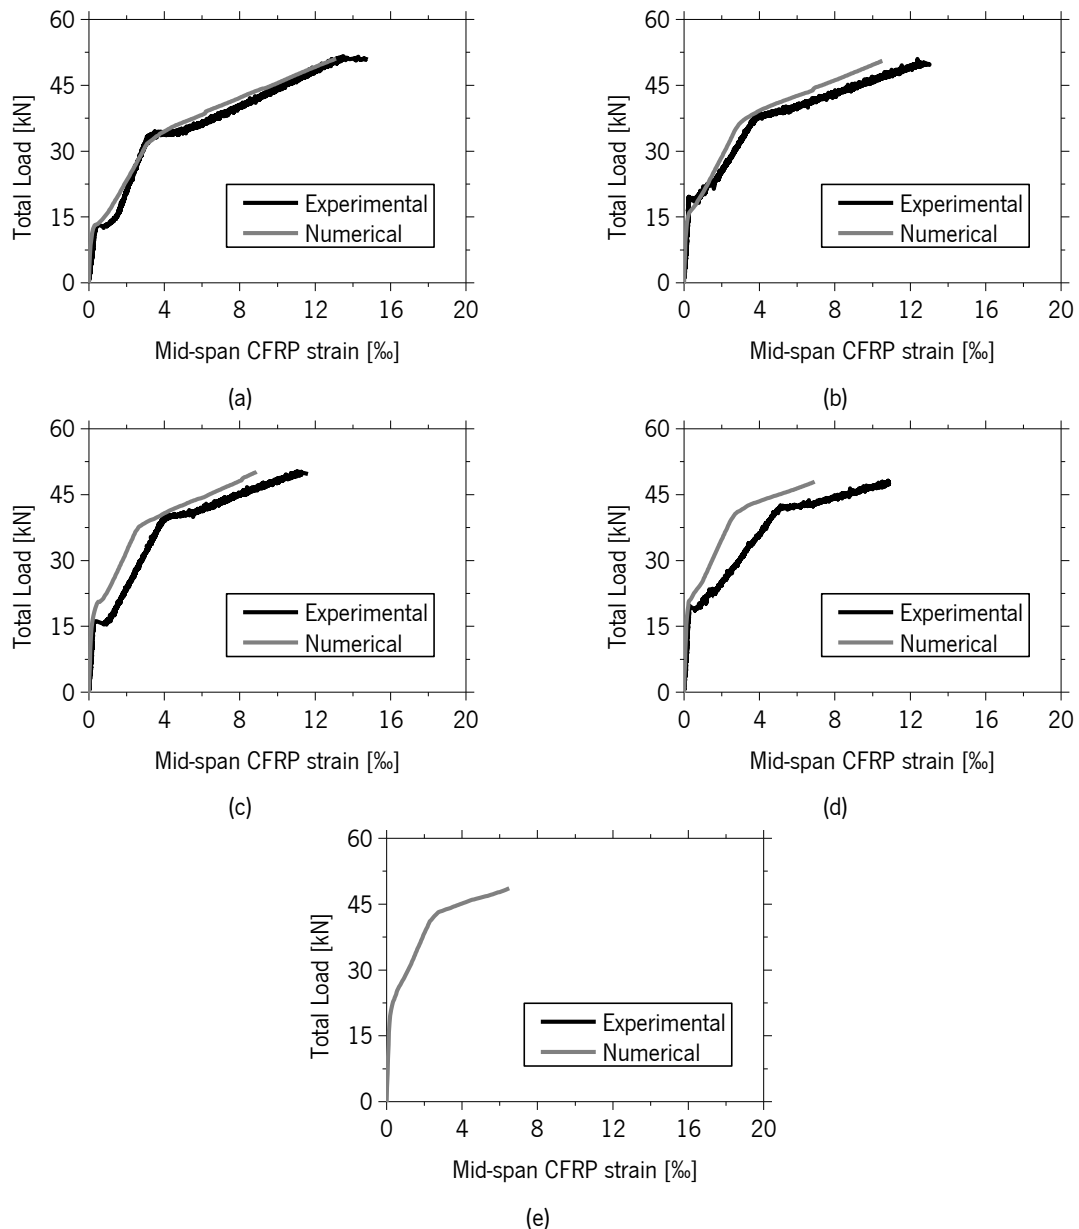 60
45
30
15
0
0 4 8 12 16 20
Total Load [kN]
Mid-span CFRP strain [‰]
Experimental
Numerical
(a)
60
45
30
15
0
0 4 8 12 16 20
Total Load [kN]
Mid-span CFRP strain [‰]
Experimental
Numerical
(b)
60
45
30
15
0
0 4 8 12 16 20
Total Load [kN]
Mid-span CFRP strain [‰]
Experimental
Numerical
(c)
60
45
30
15
0
0 4 8 12 16 20
Total Load [kN]
Mid-span CFRP strain [‰]
Experimental
Numerical
(d)
60
45
30
15
0
0 4 8 12 16 20
Total Load [kN]
Mid-span CFRP strain [‰]
Experimental
Numerical
(e)